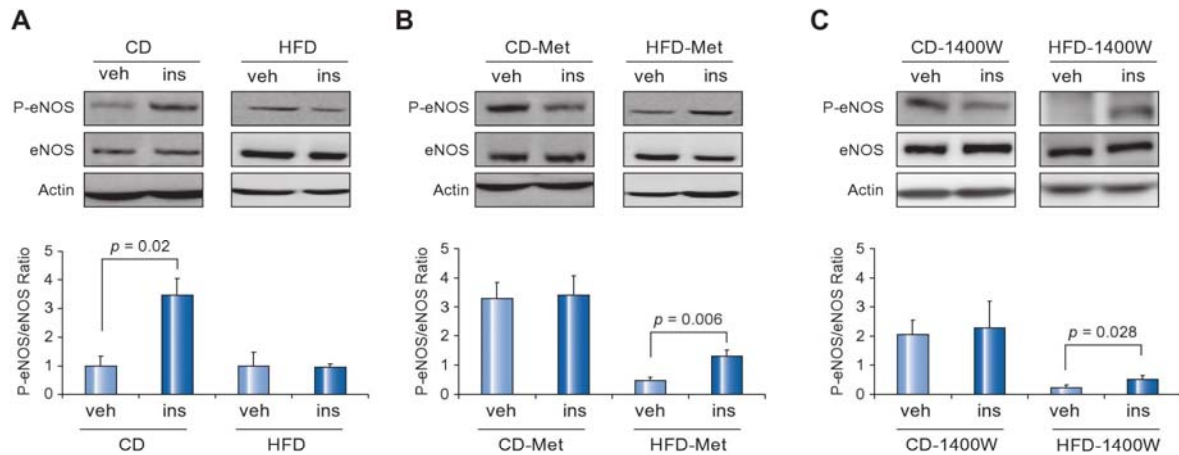 A
CD HFD
veh ins veh ins
P-eNOS
eNOS
Actin
P-eNOS/eNOS Ratio
5
4
3
2
1
0
p = 0.02
veh ins veh ins
CD HFD
B
CD-Met HFD-Met
veh ins veh ins
P-eNOS
eNOS
Actin
P-eNOS/eNOS Ratio
5
4
3
2
1
0
p = 0.006
veh ins veh ins
CD-Met HFD-Met
C
CD-1400W HFD-1400W
veh ins veh ins
P-eNOS
eNOS
Actin
P-eNOS/eNOS Ratio
5
4
3
2
1
0
p = 0.028
veh ins veh ins
CD-1400W HFD-1400W